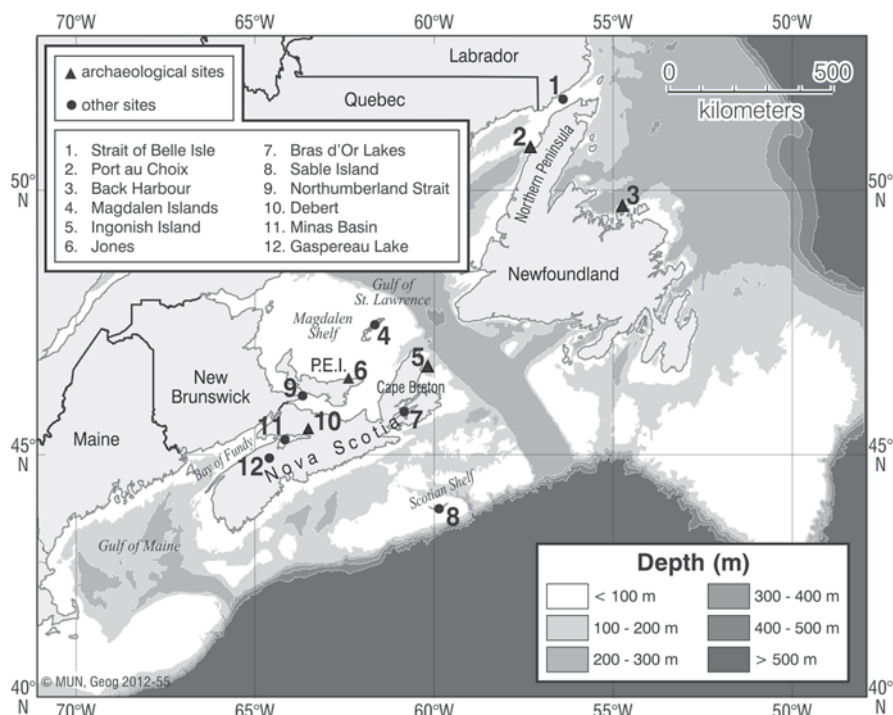 70°W 65°W 60°W 55°W 50°W
Labrador
Quebec
▲ archaeological sites
● other sites
0 500
kilometers
1. Strait of Belle Isle
2. Port au Choix
3. Back Harbour
4. Magdalen Islands
5. Ingonish Island
6. Jones
7. Bras d'Or Lakes
8. Sable Island
9. Northumberland Strait
10. Debert
11. Minas Basin
12. Gaspereau Lake
1
2
Northern Peninsula
50°
N
50°
N
3
Newfoundland
Gulf of
St. Lawrence
Magdalen
Shelf
4
P.E.I.
6
5
Cape Breton
New
Brunswick
9
7
Maine
11
10
Nova Scotia
Bay of Fundy
12
45°
N
45°
N
Scotian Shelf
8
Gulf of Maine
Depth (m)
< 100 m
100 - 200 m
200 - 300 m
300 - 400 m
400 - 500 m
> 500 m
© MUN, Geog 2012-55
40°
N
40°
N
70°W 65°W 60°W 55°W 50°W